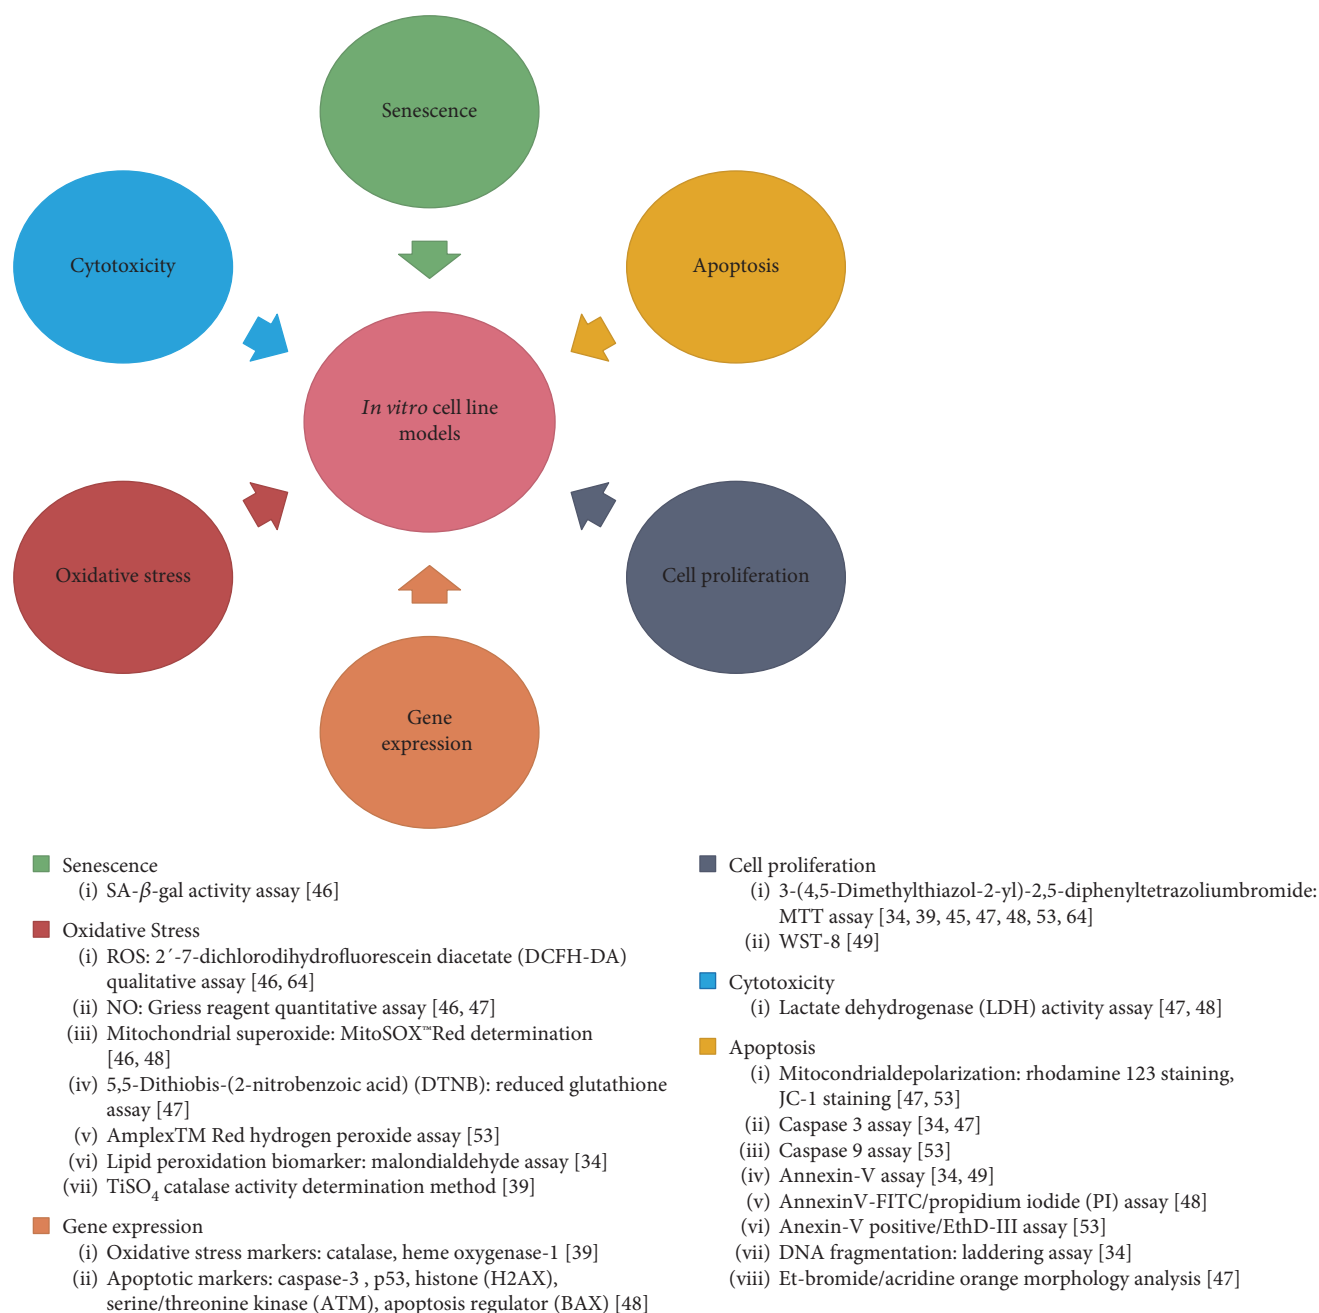 Senescence
Cytotoxicity
Apoptosis
In vitro cell line
models
Oxidative stress
Cell proliferation
Gene
expression
Senescence
(i) SA-β-gal activity assay [46]
Oxidative Stress
(i) ROS: 2´-7-dichlorodihydrofluorescein diacetate (DCFH-DA)
qualitative assay [46, 64]
(ii) NO: Griess reagent quantitative assay [46, 47]
(iii) Mitochondrial superoxide: MitoSOX™Red determination
[46, 48]
(iv) 5,5-Dithiobis-(2-nitrobenzoic acid) (DTNB): reduced glutathione
assay [47]
(v) AmplexTM Red hydrogen peroxide assay [53]
(vi) Lipid peroxidation biomarker: malondialdehyde assay [34]
(vii) TiSO4 catalase activity determination method [39]
Gene expression
(i) Oxidative stress markers: catalase, heme oxygenase-1 [39]
(ii) Apoptotic markers: caspase-3 , p53, histone (H2AX),
serine/threonine kinase (ATM), apoptosis regulator (BAX) [48]
Cell proliferation
(i) 3-(4,5-Dimethylthiazol-2-yl)-2,5-diphenyltetrazoliumbromide:
MTT assay [34, 39, 45, 47, 48, 53, 64]
(ii) WST-8 [49]
Cytotoxicity
(i) Lactate dehydrogenase (LDH) activity assay [47, 48]
Apoptosis
(i) Mitocondrialdepolarization: rhodamine 123 staining,
JC-1 staining [47, 53]
(ii) Caspase 3 assay [34, 47]
(iii) Caspase 9 assay [53]
(iv) Annexin-V assay [34, 49]
(v) AnnexinV-FITC/propidium iodide (PI) assay [48]
(vi) Anexin-V positive/EthD-III assay [53]
(vii) DNA fragmentation: laddering assay [34]
(viii) Et-bromide/acridine orange morphology analysis [47]